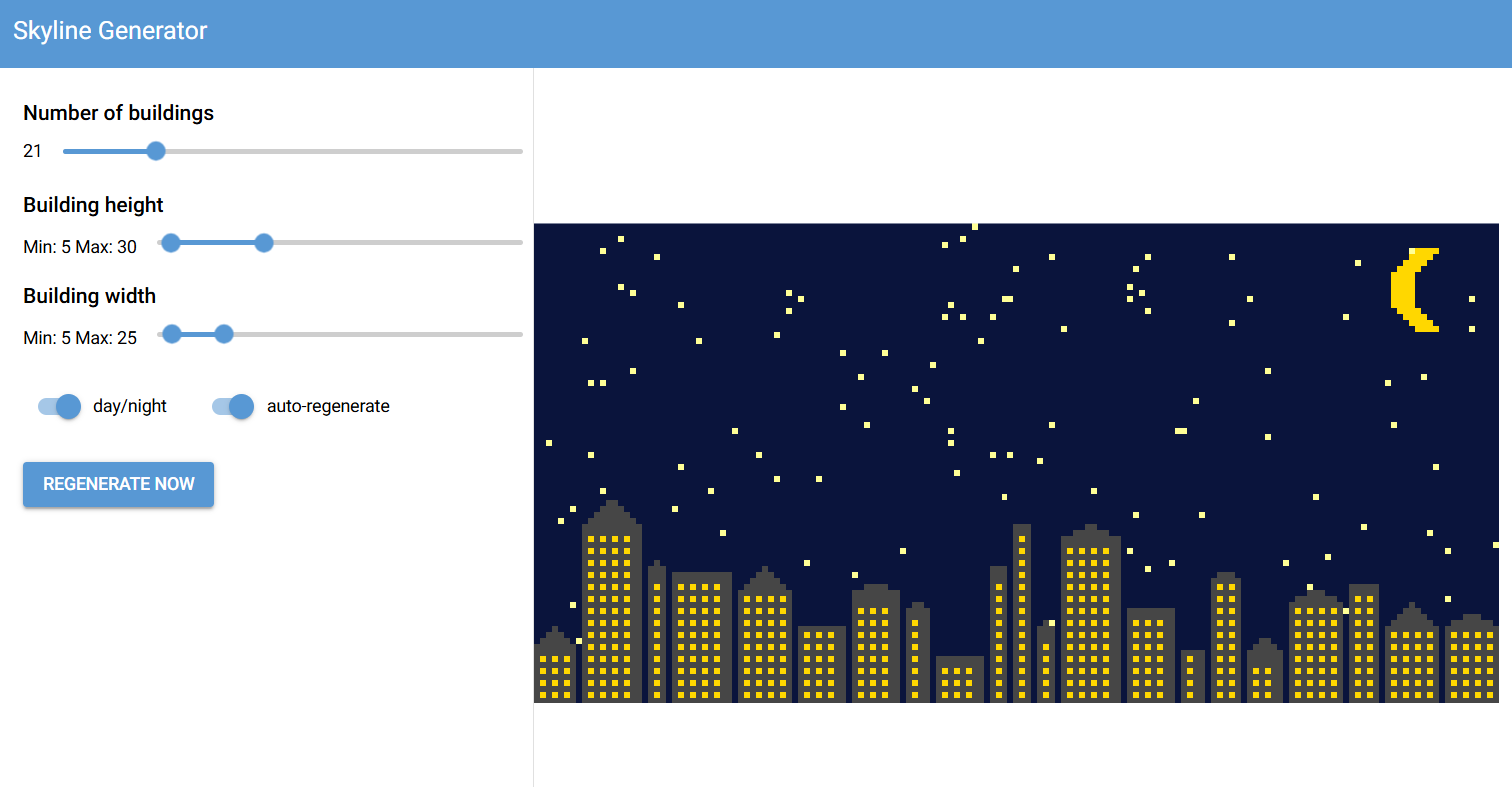 Skyline Generator
Number of buildings
21
Building height
Min: 5 Max: 30
Building width
Min: 5 Max: 25
day/night auto-regenerate
REGENERATE NOW